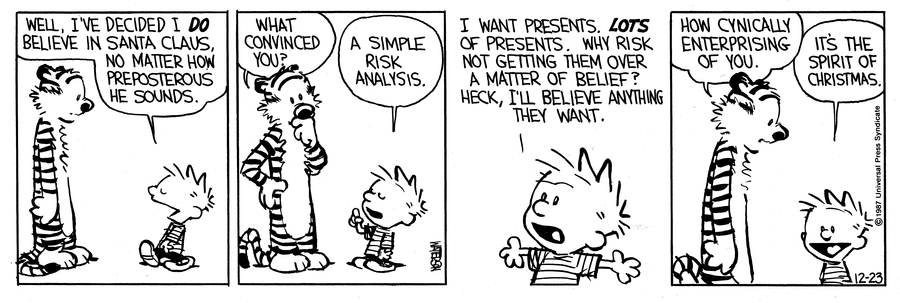 WELL, I'VE DECIDED I DO
BELIEVE IN SANTA CLAUS,
NO MATTER HOW
PREPOSTEROUS
HE SOUNDS.
WHAT
CONVINCED
YOU?
A SIMPLE
RISK
ANALYSIS.
WATTERSON
I WANT PRESENTS. LOTS
OF PRESENTS. WHY RISK
NOT GETTING THEM OVER
A MATTER OF BELIEF?
HECK, I'LL BELIEVE ANYTHING
THEY WANT.
HOW CYNICALLY
ENTERPRISING
OF YOU.
IT'S THE
SPIRIT OF
CHRISTMAS.
©1987 Universal Press Syndicate
12-23